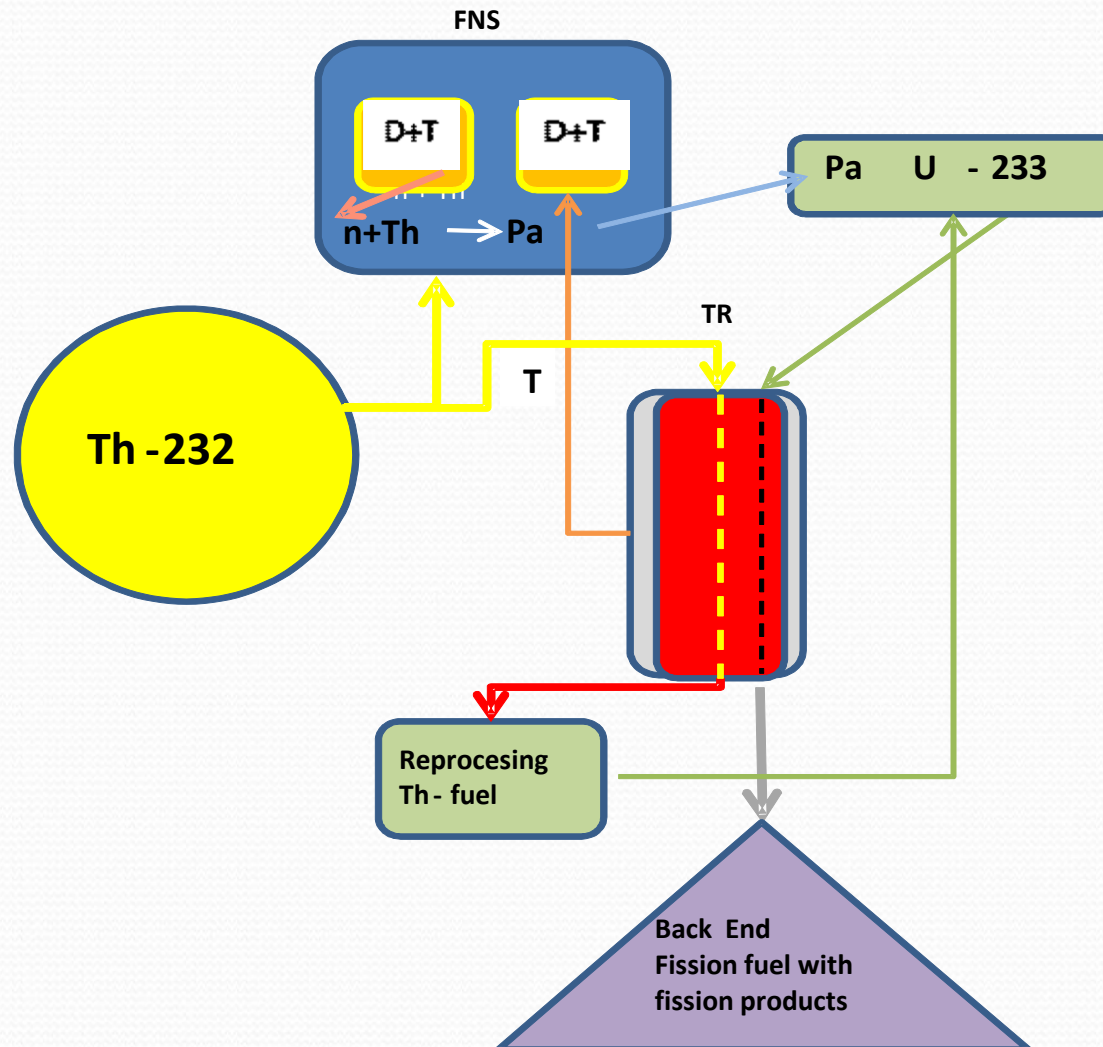 FNS
D+T
D+T
n+Th
Pa
Pa U - 233
TR
T
Th - 232
Reprocesing
Th - fuel
Back End
Fission fuel with
fission products